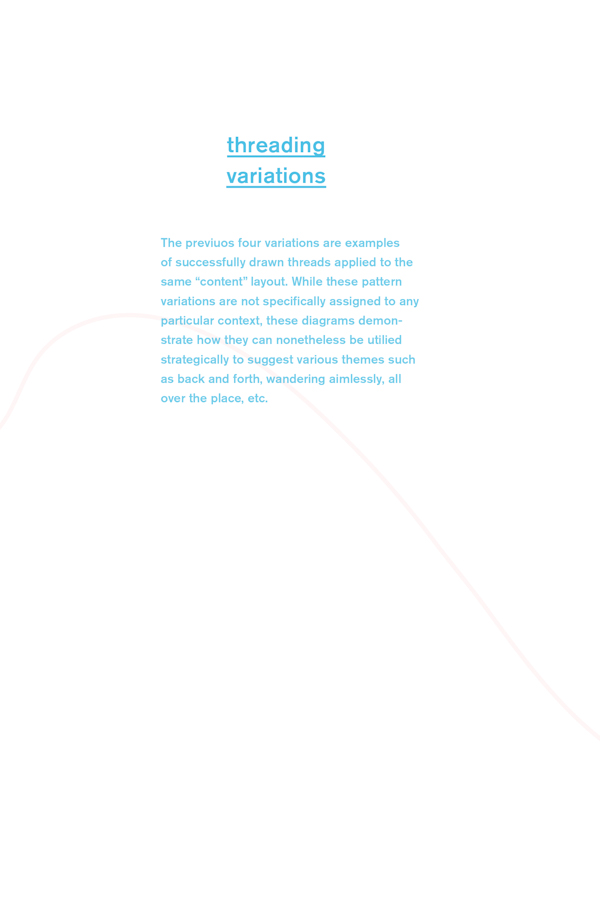 threading
variations
The previuos four variations are examples
of successfully drawn threads applied to the
same “content” layout. While these pattern
variations are not specifically assigned to any
particular context, these diagrams demon-
strate how they can nonetheless be utilied
strategically to suggest various themes such
as back and forth, wandering aimlessly, all
over the place, etc.